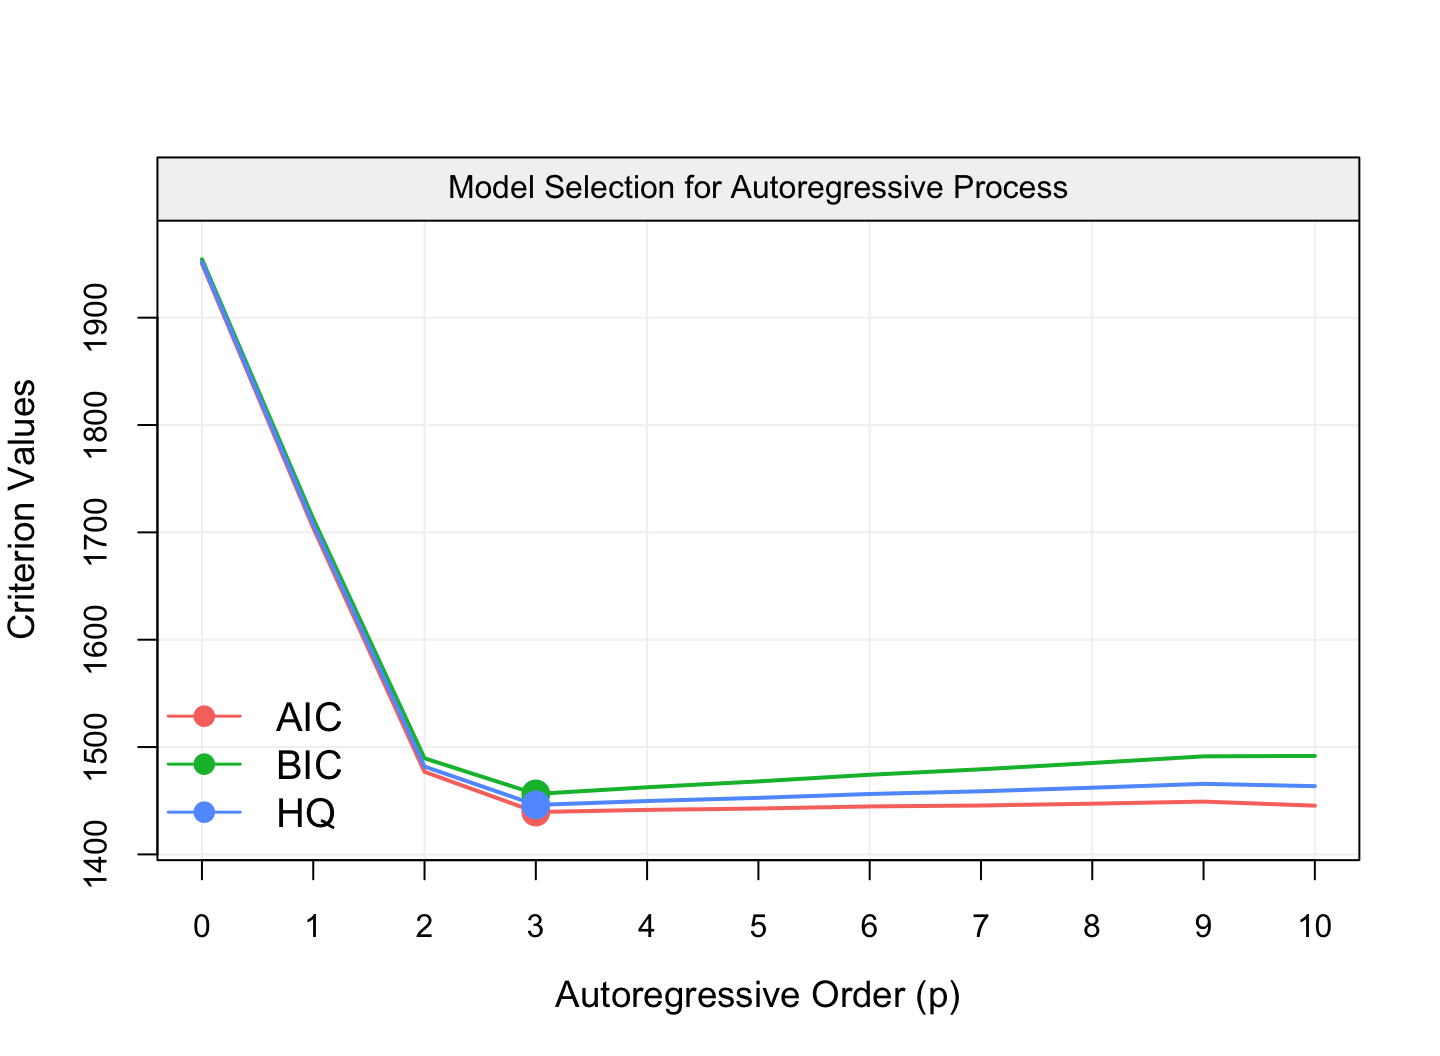 Model Selection for Autoregressive Process
Criterion Values
1900
1800
1700
1600
1500
1400
AIC
BIC
HQ
0 1 2 3 4 5 6 7 8 9 10
Autoregressive Order (p)